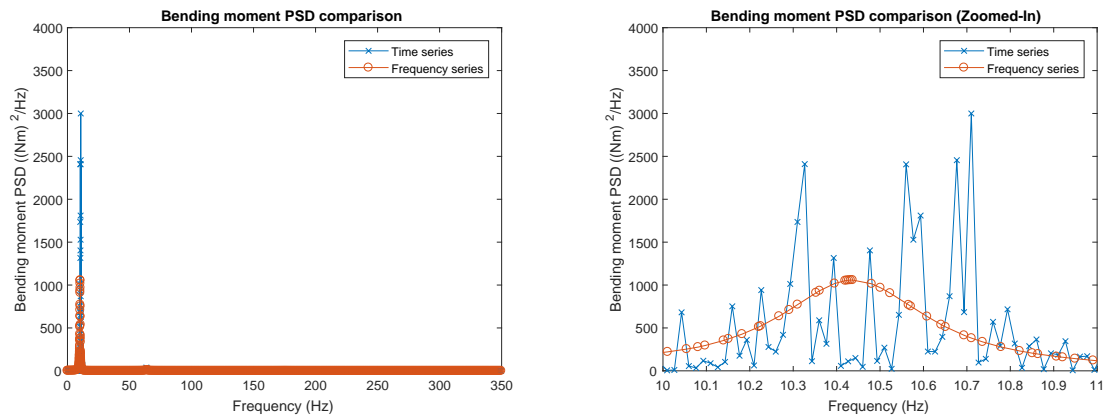 Bending moment PSD comparison
4000
3500
3000
2500
2000
1500
1000
500
0
Bending moment PSD ((Nm) ²/Hz)
0 50 100 150 200 250 300 350
Frequency (Hz)
Time series
Frequency series
Bending moment PSD comparison (Zoomed-In)
4000
3500
3000
2500
2000
1500
1000
500
0
Bending moment PSD ((Nm) ²/Hz)
10 10.1 10.2 10.3 10.4 10.5 10.6 10.7 10.8 10.9 11
Frequency (Hz)
Time series
Frequency series